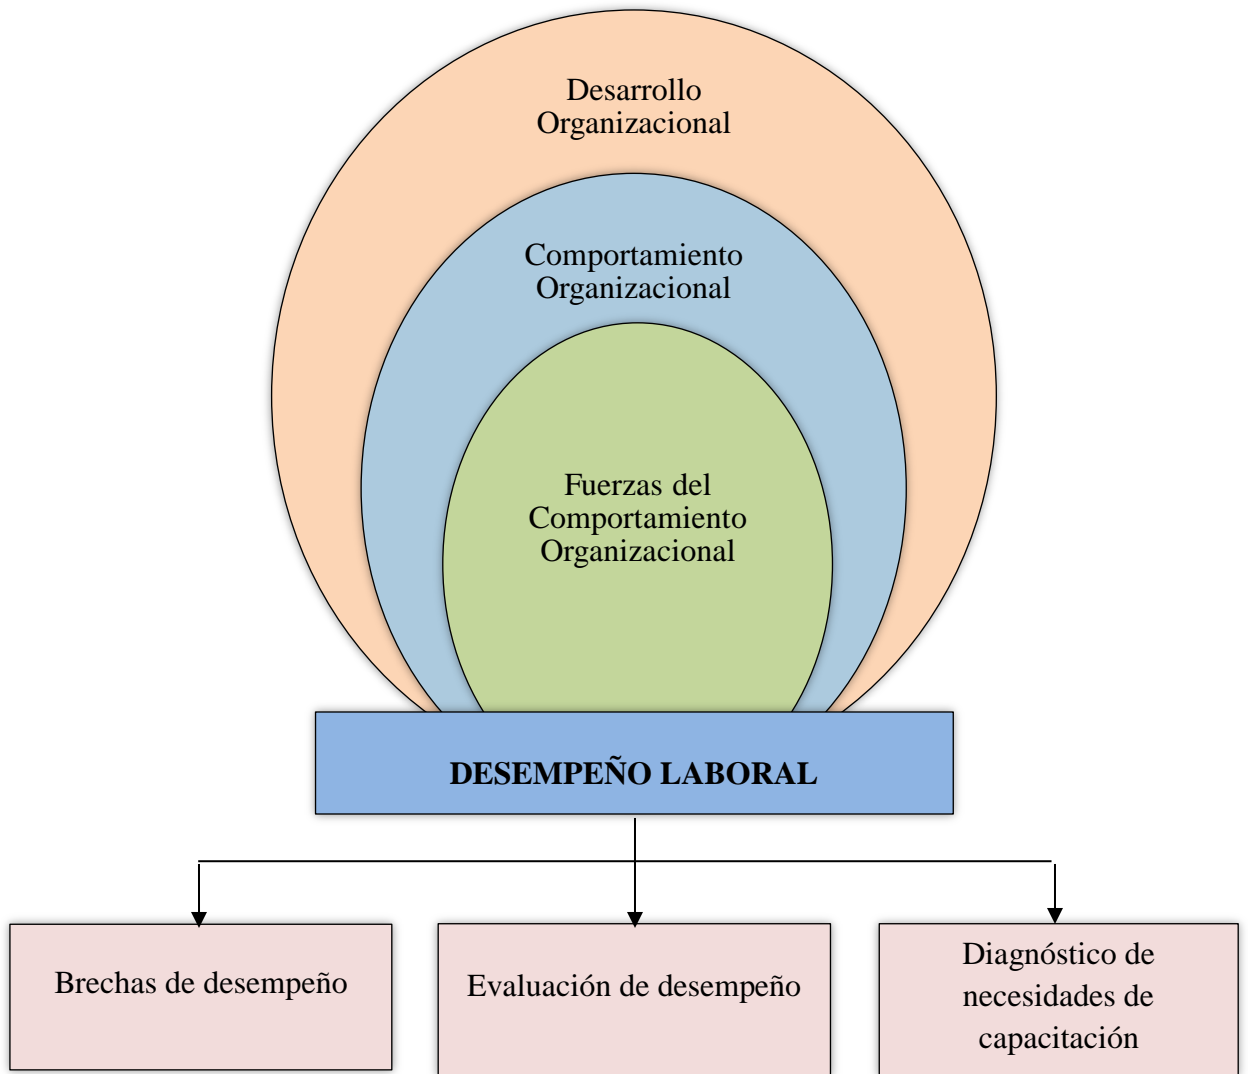 Desarrollo
Organizacional
Comportamiento
Organizacional
Fuerzas del
Comportamiento
Organizacional
DESEMPEÑO LABORAL
Brechas de desempeño
Evaluación de desempeño
Diagnóstico de
necesidades de
capacitación